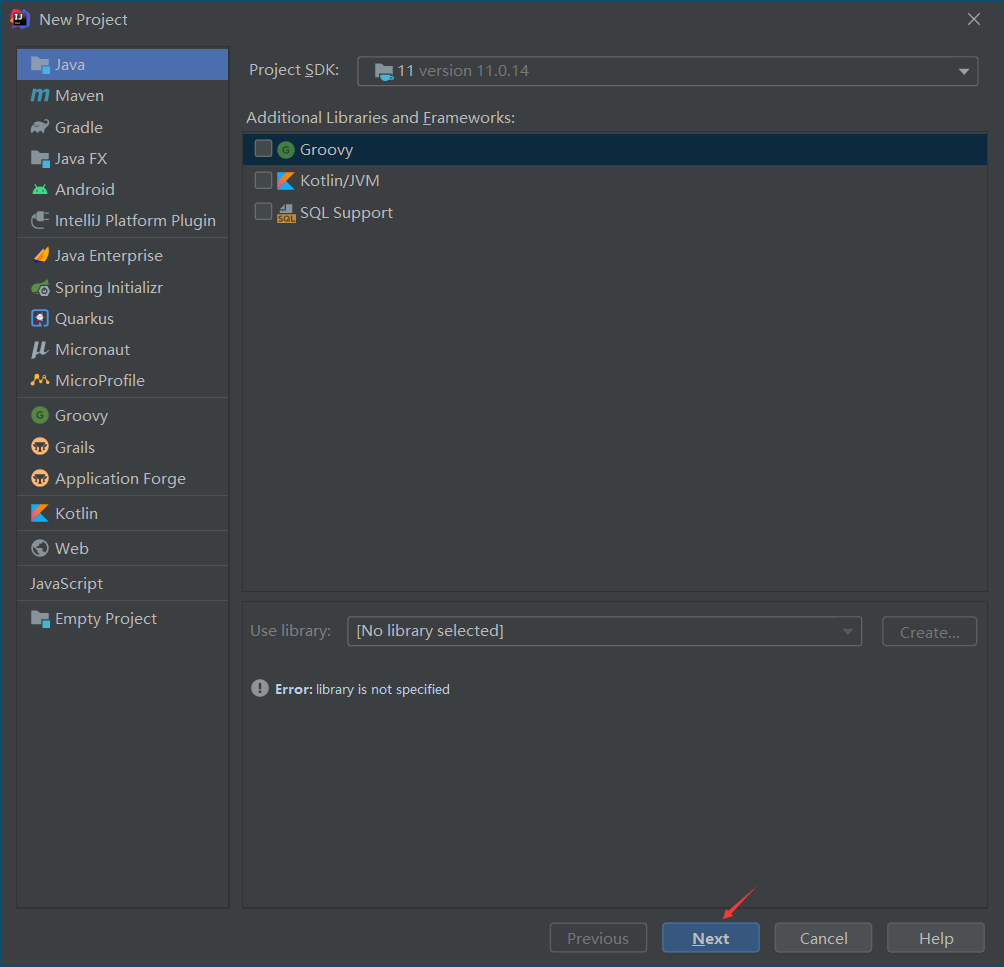 New Project
Java
Maven
Gradle
Java FX
Android
IntelliJ Platform Plugin
Java Enterprise
Spring Initializr
Quarkus
Micronaut
MicroProfile
Groovy
Grails
Application Forge
Kotlin
Web
JavaScript
Empty Project
Project SDK: 11 version 11.0.14
Additional Libraries and Frameworks:
Groovy
Kotlin/JVM
SQL Support
Use library: [No library selected] Create...
Error: library is not specified
Previous Next Cancel Help